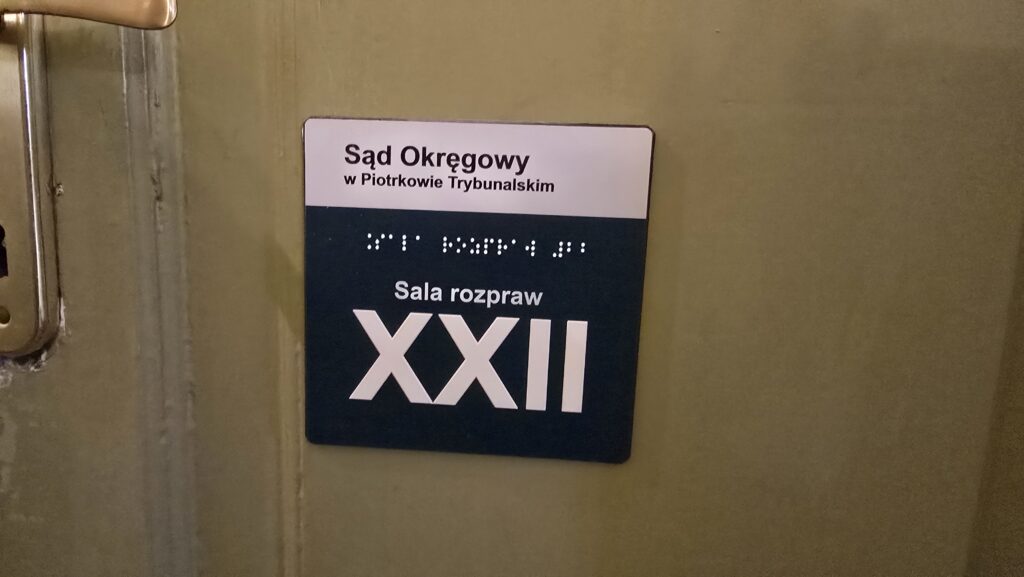 Sąd Okręgowy
w Piotrkowie Trybunalskim
⠨⠎⠁⠇⠁ ⠗⠕⠵⠏⠗⠁⠺ ⠼⠃⠃
Sala rozpraw
XXII